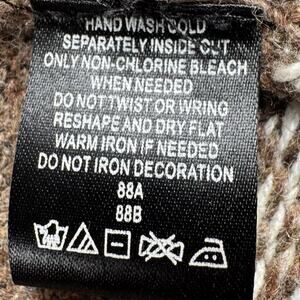 HAND WASH COLD
SEPARATELY INSIDE OUT
ONLY NON-CHLORINE BLEACH
WHEN NEEDED
DO NOT TWIST OR WRING
RESHAPE AND DRY FLAT
WARM IRON IF NEEDED
DO NOT IRON DECORATION
88A
88B